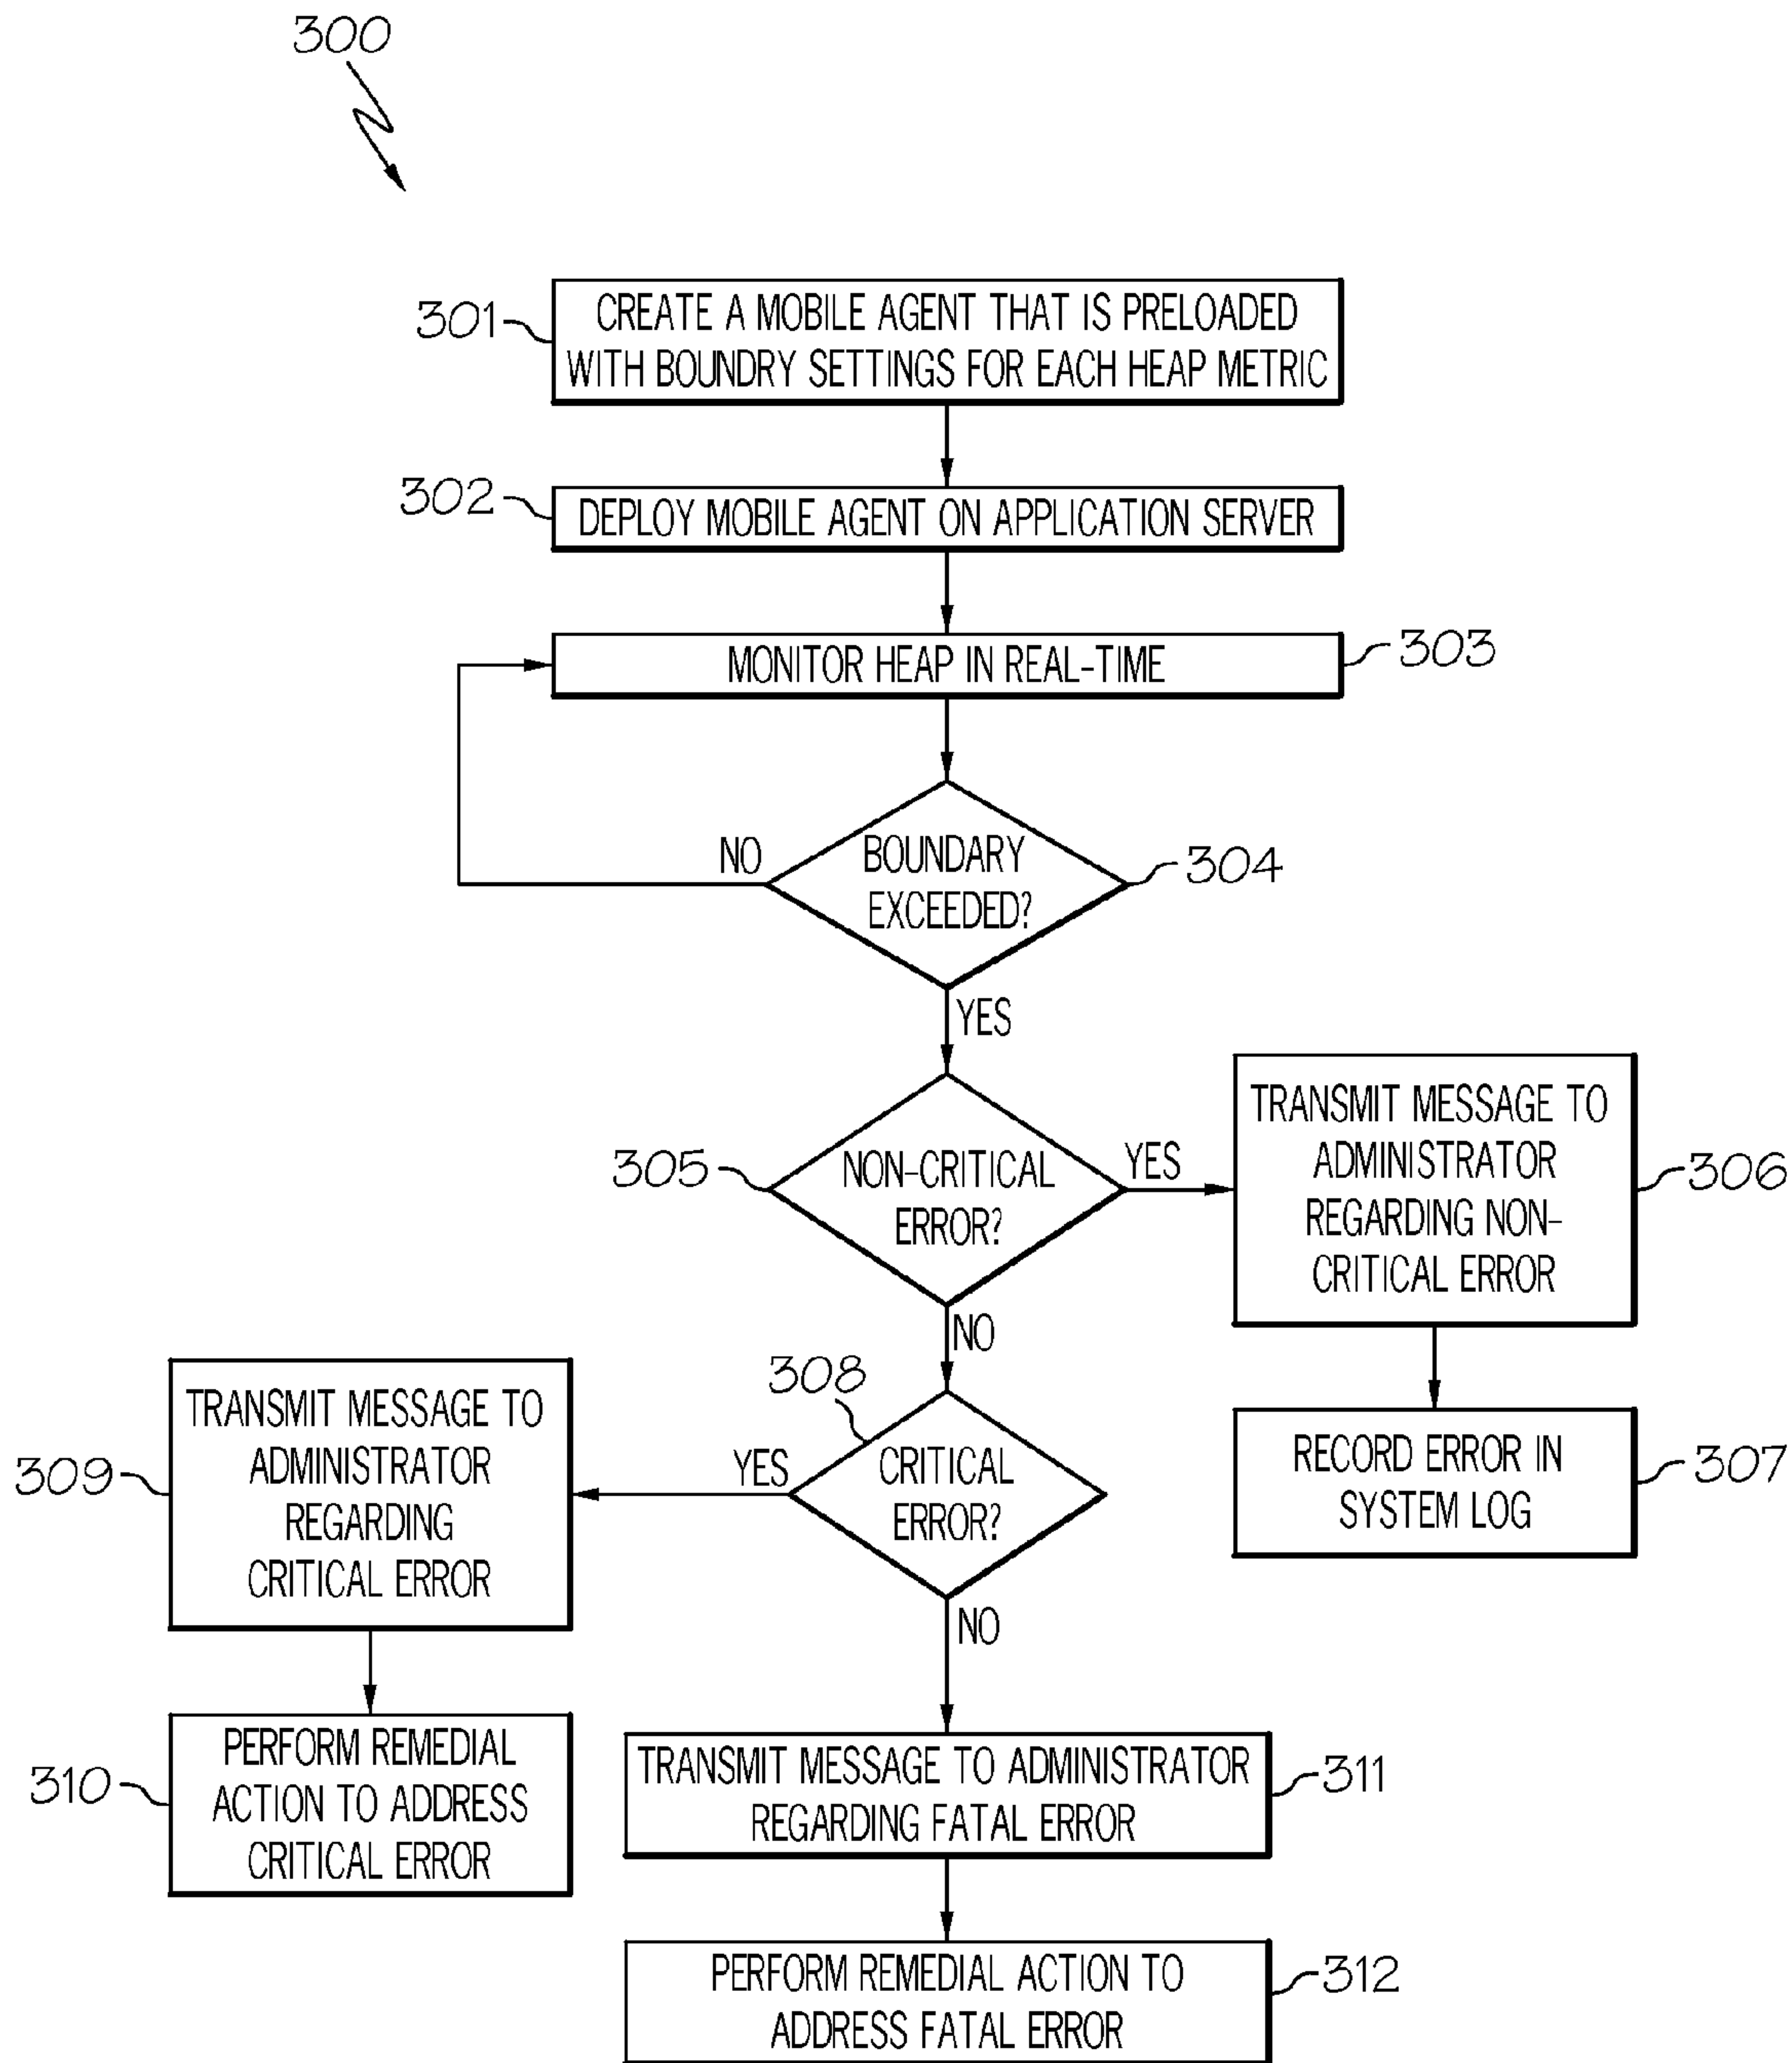 300
301
CREATE A MOBILE AGENT THAT IS PRELOADED
WITH BOUNDRY SETTINGS FOR EACH HEAP METRIC
302
DEPLOY MOBILE AGENT ON APPLICATION SERVER
MONITOR HEAP IN REAL-TIME
303
NO
BOUNDARY
EXCEEDED?
304
YES
305
NON-CRITICAL
ERROR?
YES
TRANSMIT MESSAGE TO
ADMINISTRATOR
REGARDING NON-
CRITICAL ERROR
306
NO
RECORD ERROR IN
SYSTEM LOG
307
308
CRITICAL
ERROR?
YES
309
TRANSMIT MESSAGE TO
ADMINISTRATOR
REGARDING
CRITICAL ERROR
NO
310
PERFORM REMEDIAL
ACTION TO ADDRESS
CRITICAL ERROR
TRANSMIT MESSAGE TO ADMINISTRATOR
REGARDING FATAL ERROR
311
PERFORM REMEDIAL ACTION TO
ADDRESS FATAL ERROR
312